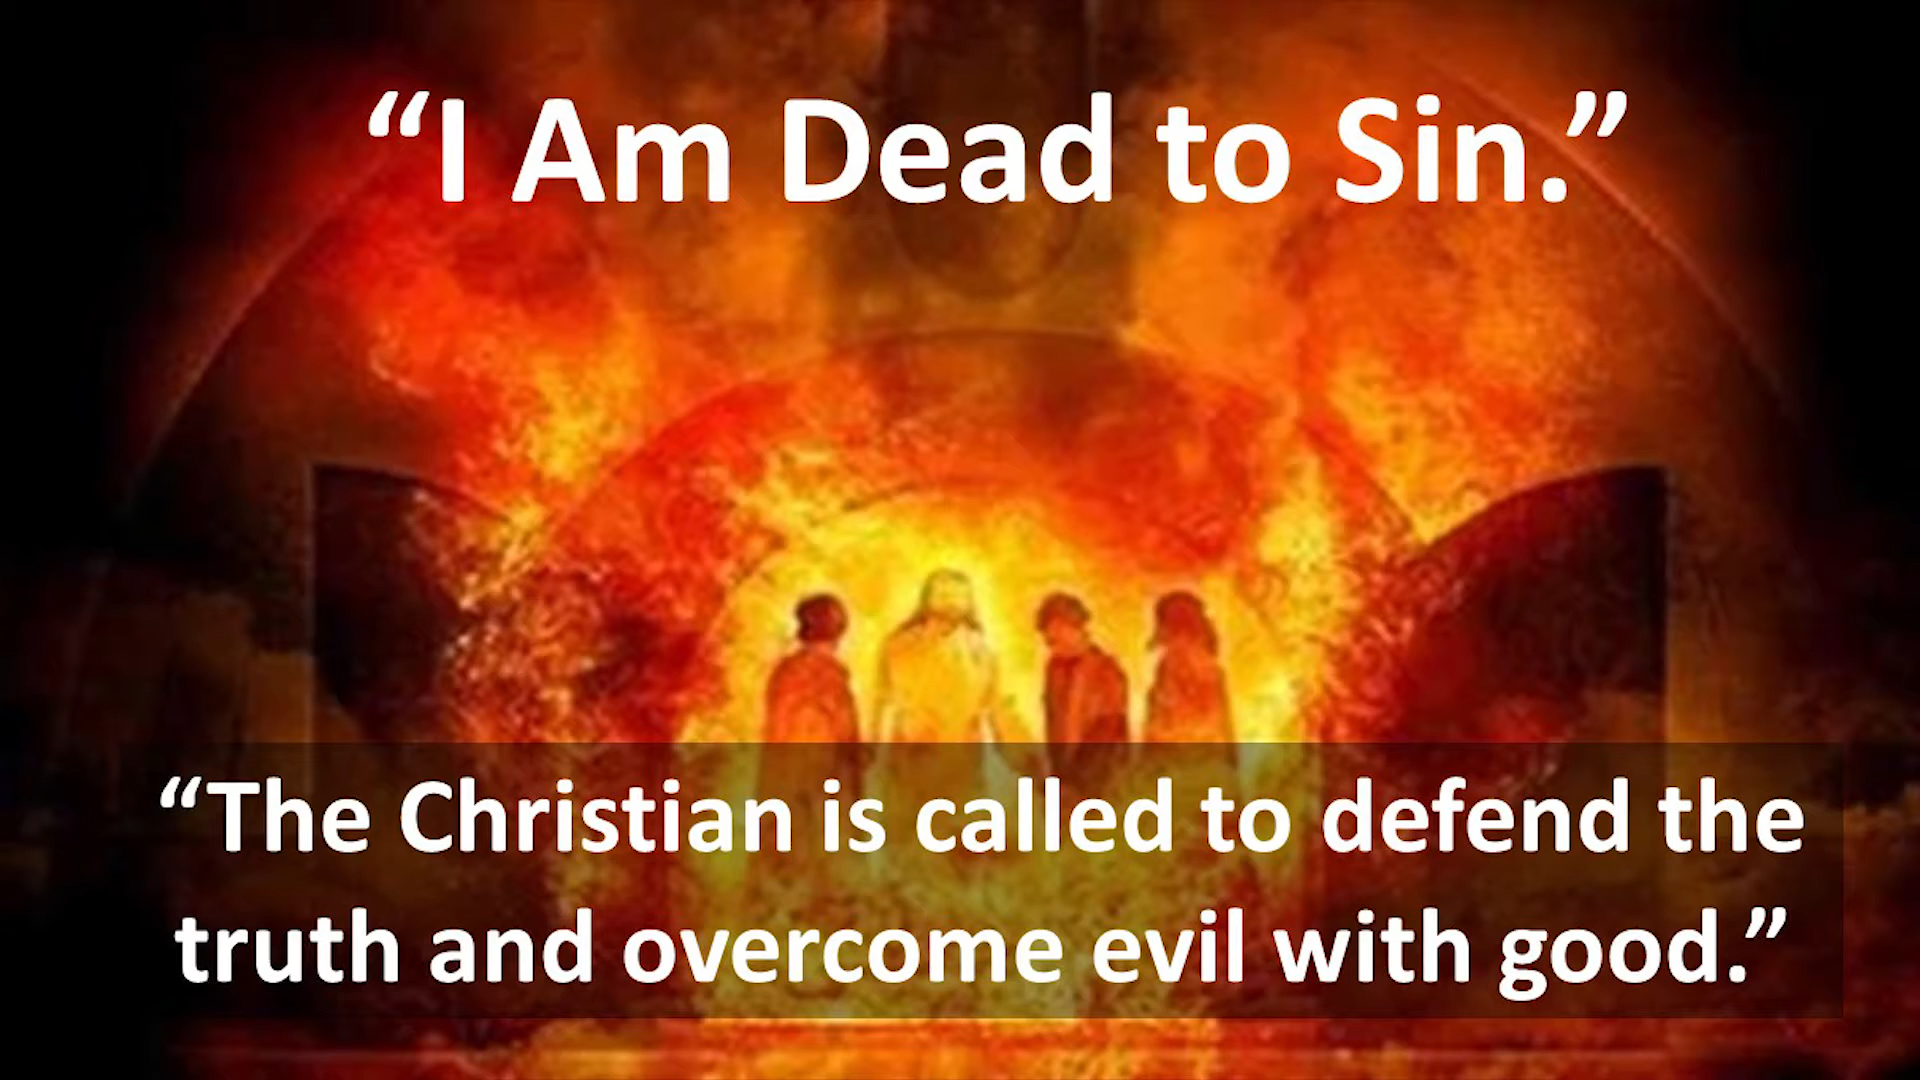 “I Am Dead to Sin.”
“The Christian is called to defend the
truth and overcome evil with good.”